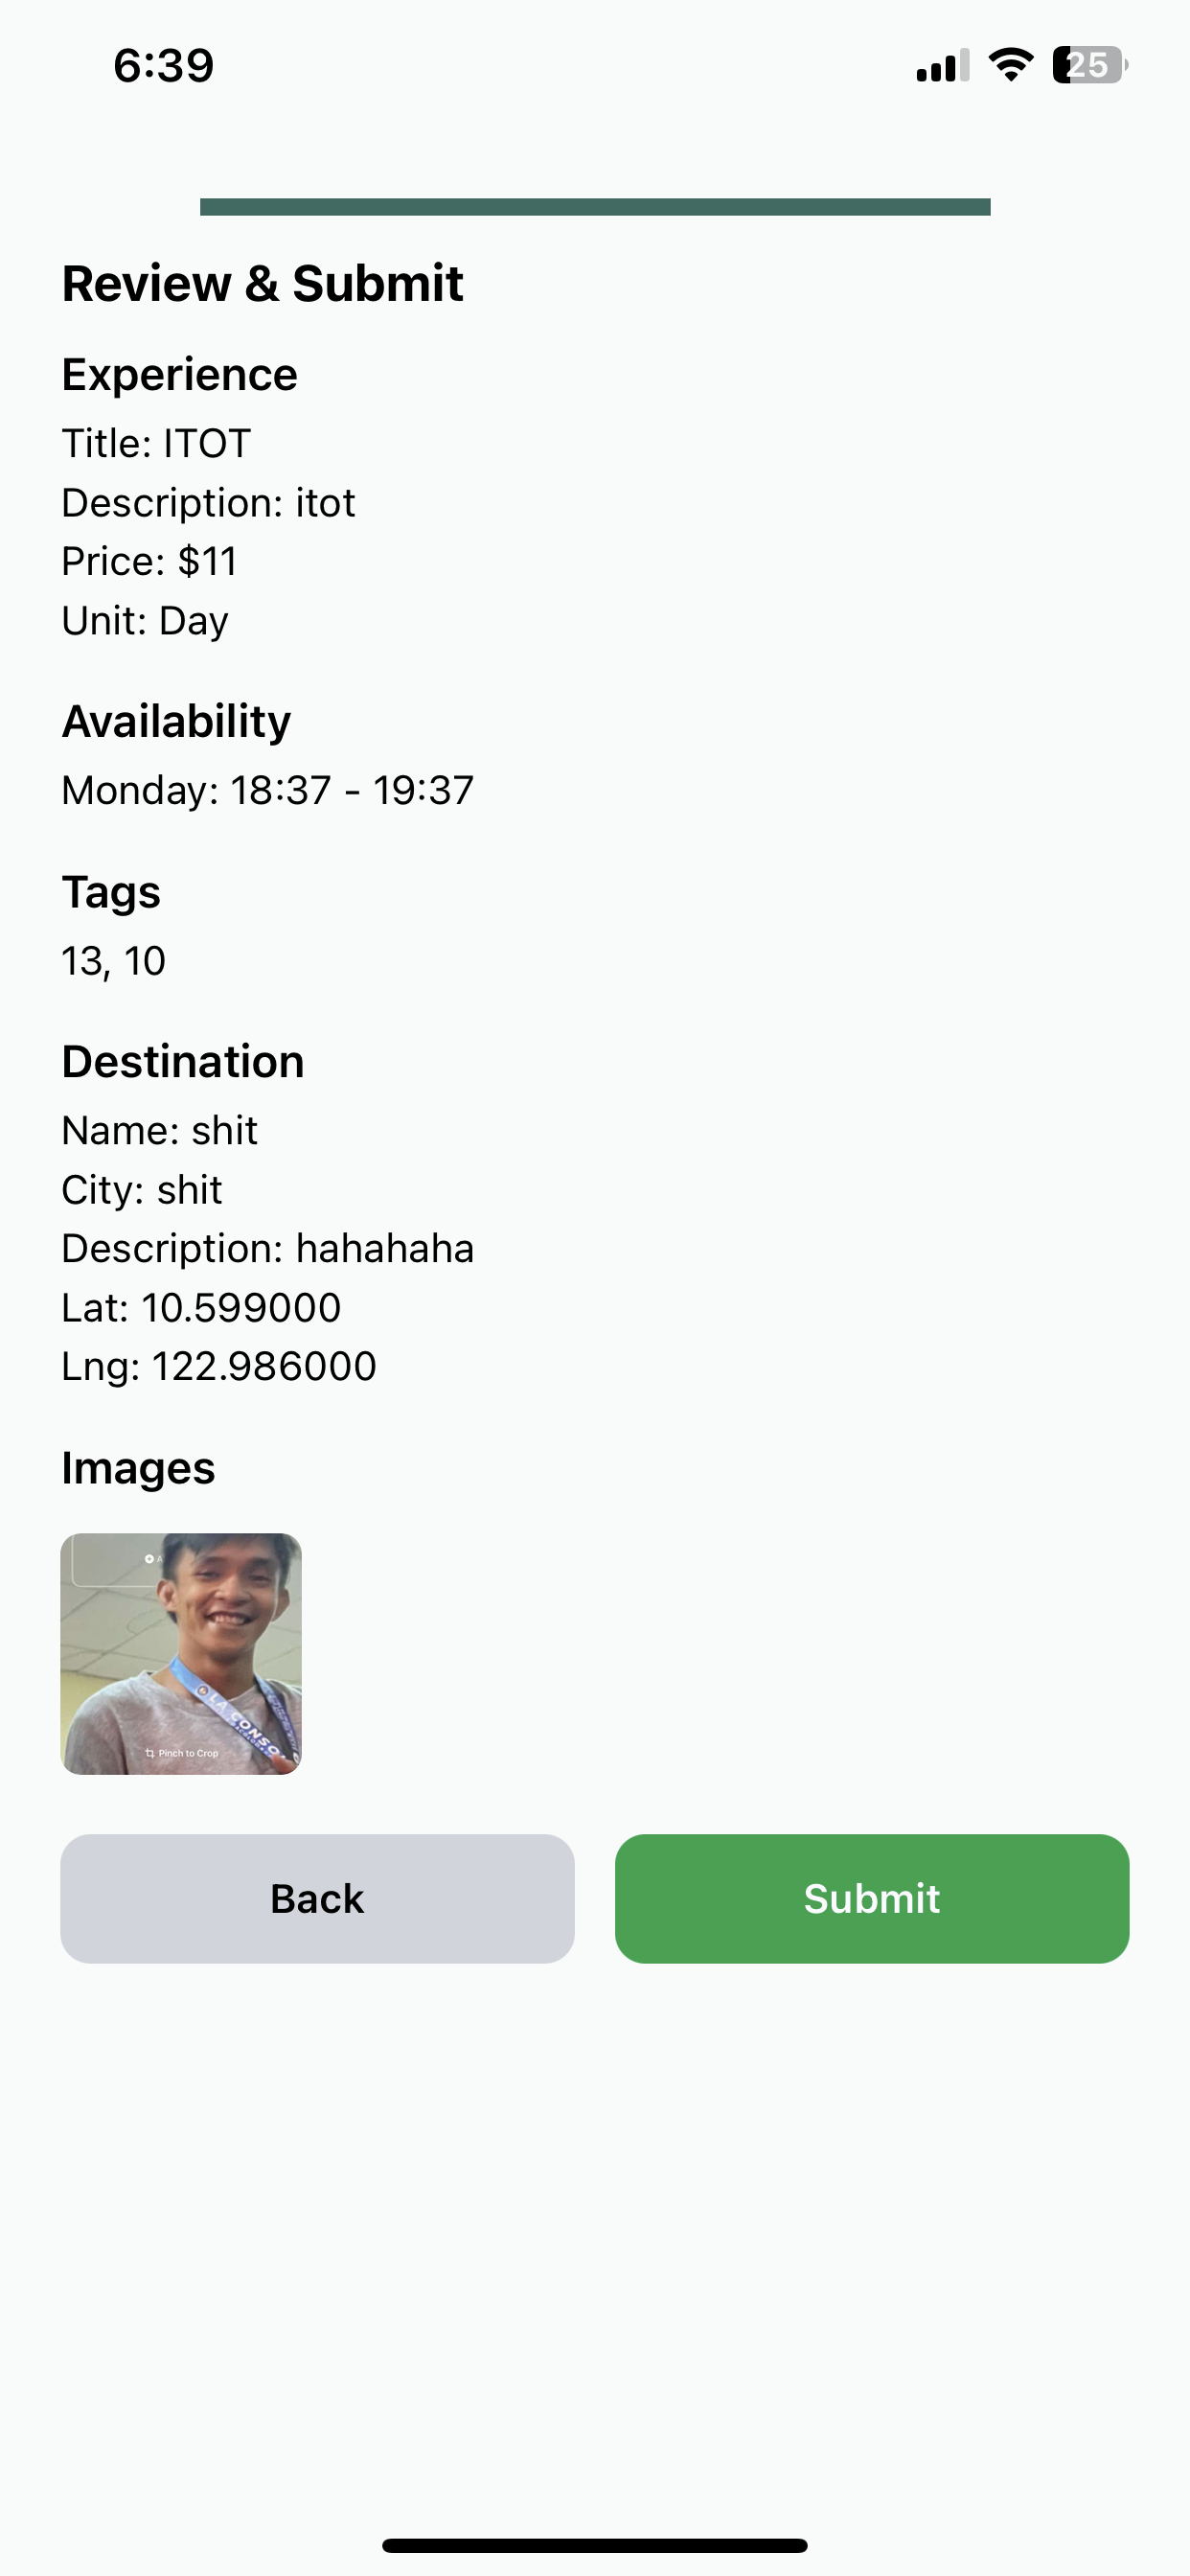 6:39
25
Review & Submit
Experience
Title: ITOT
Description: itot
Price: $11
Unit: Day
Availability
Monday: 18:37 - 19:37
Tags
13, 10
Destination
Name: shit
City: shit
Description: hahahaha
Lat: 10.599000
Lng: 122.986000
Images
A
LA CONSO
Pinch to Crop
Back
Submit